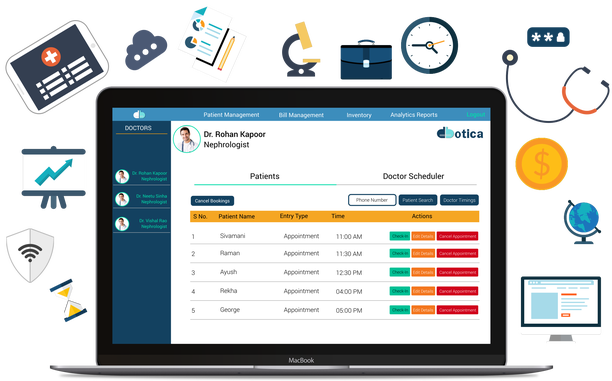 Patient Management Bill Management Inventory Analytics Reports Logout
DOCTORS
Dr. Rohan Kapoor
Nephrologist
botica
Patients Doctor Scheduler
Dr. Rohan Kapoor
Nephrologist
Dr. Neetu Sinha
Nephrologist
Dr. Vishal Rao
Nephrologist
Cancel Bookings Phone Number Patient Search Doctor Timings
S No. Patient Name Entry Type Time Actions
1 Sivamani Appointment 11:00 AM Check-In Edit Details Cancel Appointment
2 Raman Appointment 11:30 AM Check-In Edit Details Cancel Appointment
3 Ayush Appointment 12:30 PM Check-In Edit Details Cancel Appointment
4 Rekha Appointment 04:00 PM Check-In Edit Details Cancel Appointment
5 George Appointment 05:00 PM Check-In Edit Details Cancel Appointment
MacBook